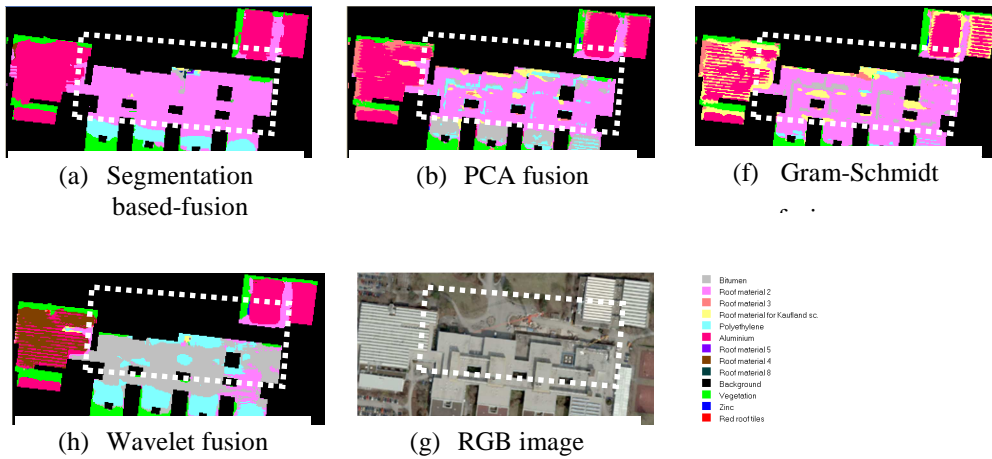 (a) Segmentation
based-fusion
(b) PCA fusion
(f) Gram-Schmidt
(h) Wavelet fusion
(g) RGB image
Bitumen
Roof material 2
Roof material 3
Roof material for Kaufland sc.
Polyethylene
Aluminium
Roof material 5
Roof material 4
Roof material 8
Background
Vegetation
Zinc
Red roof tiles